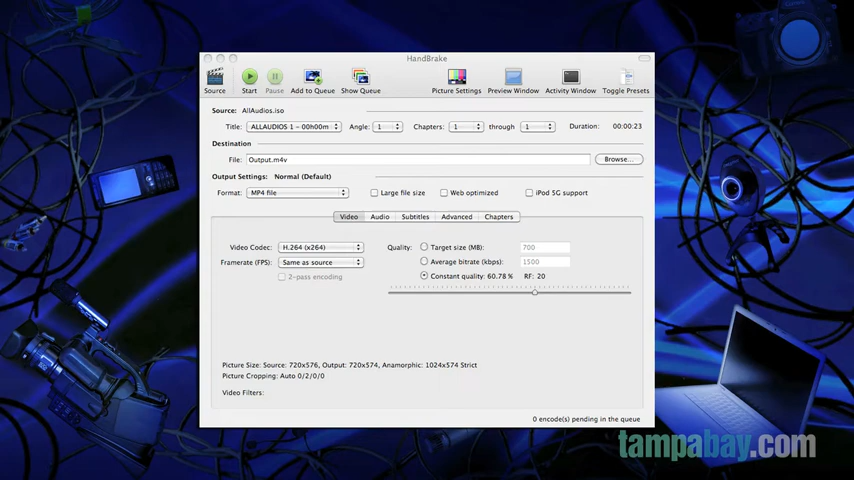 HandBrake
Source Start Pause Add to Queue Show Queue Picture Settings Preview Window Activity Window Toggle Presets
Source: AllAudios.iso
Title: ALLAUDIOS 1 - 00h00m Angle: 1 Chapters: 1 through 1 Duration: 00:00:23
Destination
File: Output.m4v Browse...
Output Settings: Normal (Default)
Format: MP4 file Large file size Web optimized iPod 5G support
Video Audio Subtitles Advanced Chapters
Video Codec: H.264 (x264) Quality: Target size (MB): 700
Framerate (FPS): Same as source Average bitrate (kbps): 1500
2-pass encoding Constant quality: 60.78 % RF: 20
Picture Size: Source: 720x576, Output: 720x574, Anamorphic: 1024x574 Strict
Picture Cropping: Auto 0/2/0/0
Video Filters:
0 encode(s) pending in the queue
tampabay.com